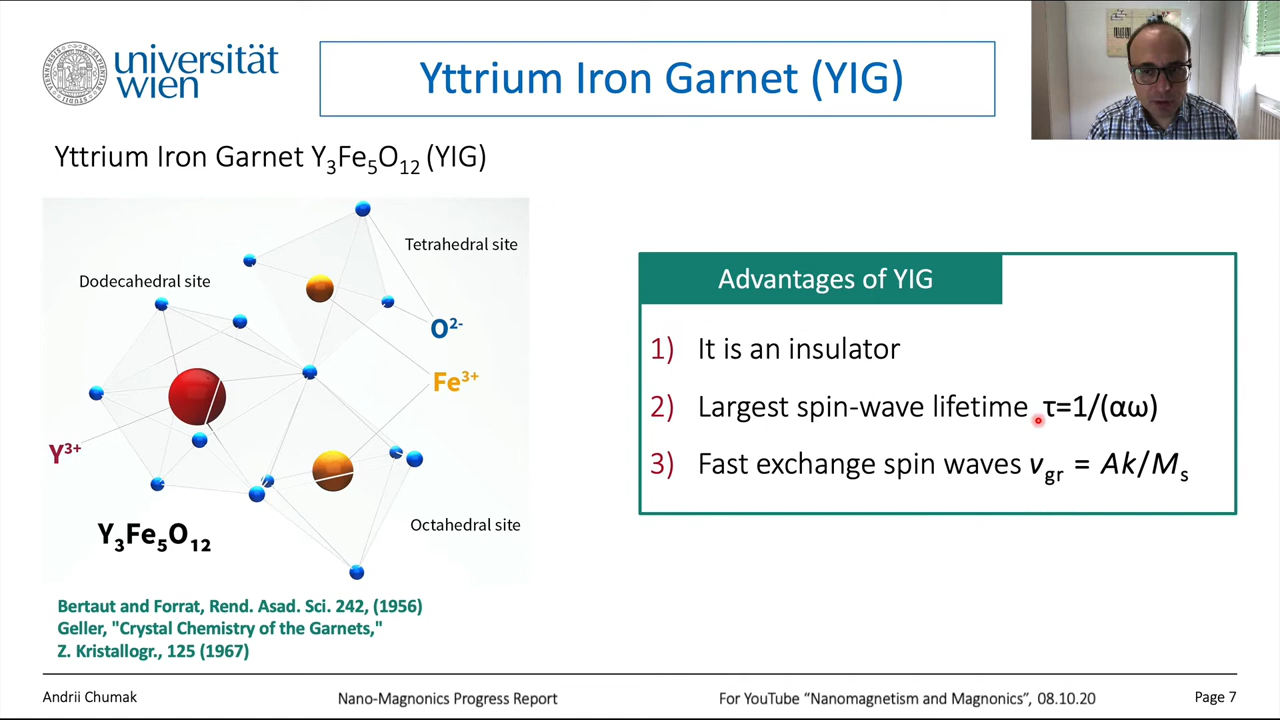 universität
wien
Yttrium Iron Garnet (YIG)
Yttrium Iron Garnet Y₃Fe₅O₁₂ (YIG)
Tetrahedral site
Dodecahedral site
O²⁻
Fe³⁺
Y³⁺
Octahedral site
Y₃Fe₅O₁₂
Bertaut and Forrat, Rend. Asad. Sci. 242, (1956)
Geller, "Crystal Chemistry of the Garnets,"
Z. Kristallogr., 125 (1967)
Advantages of YIG
1) It is an insulator
2) Largest spin-wave lifetime τ=1/(αω)
3) Fast exchange spin waves v_gr = Ak/M_s
Andrii Chumak
Nano-Magnonics Progress Report
For YouTube “Nanomagnetism and Magnonics”, 08.10.20
Page 7